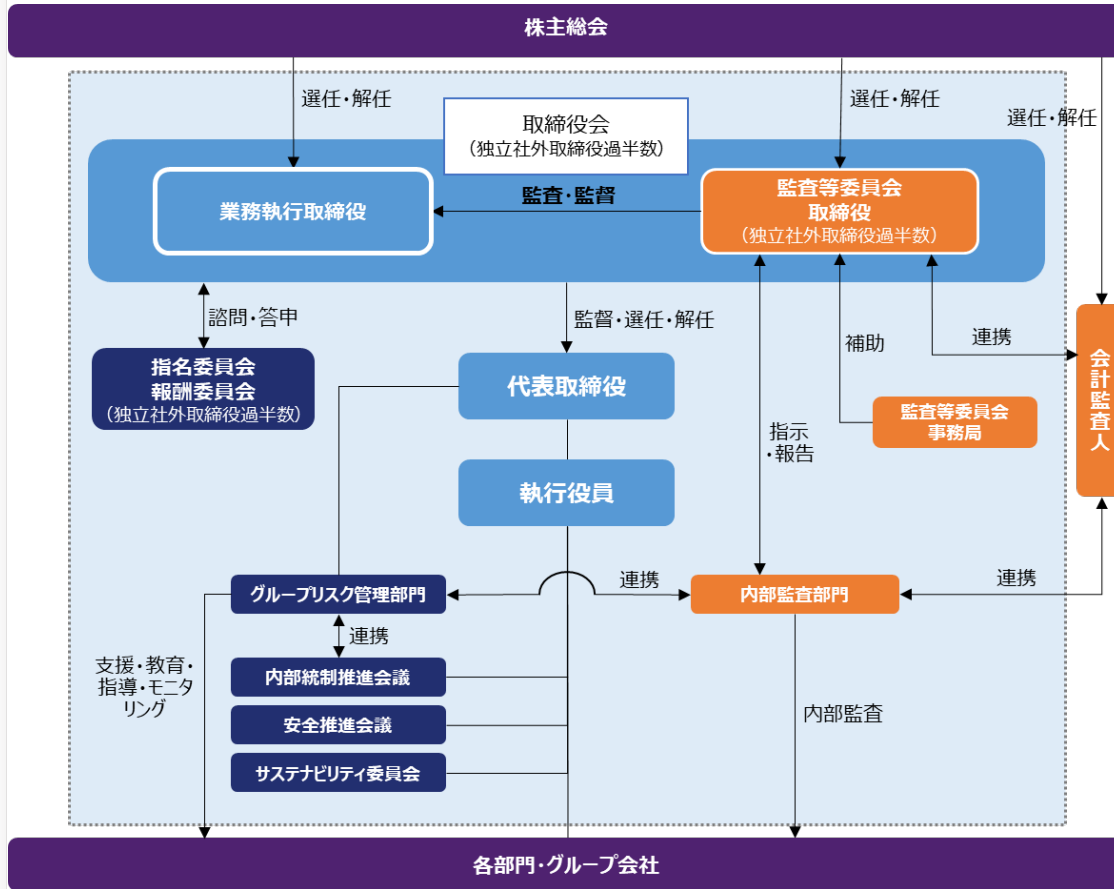 株主総会
選任・解任
選任・解任
選任・解任
取締役会
（独立社外取締役過半数）
業務執行取締役
監査・監督
監査等委員会
取締役
（独立社外取締役過半数）
諮問・答申
監督・選任・解任
補助
連携
指名委員会
報酬委員会
（独立社外取締役過半数）
代表取締役
会計監査人
監査等委員会
事務局
指示
・報告
執行役員
グループリスク管理部門
連携
内部監査部門
連携
連携
支援・教育・
指導・モニタ
リング
内部統制推進会議
安全推進会議
内部監査
サステナビリティ委員会
各部門・グループ会社